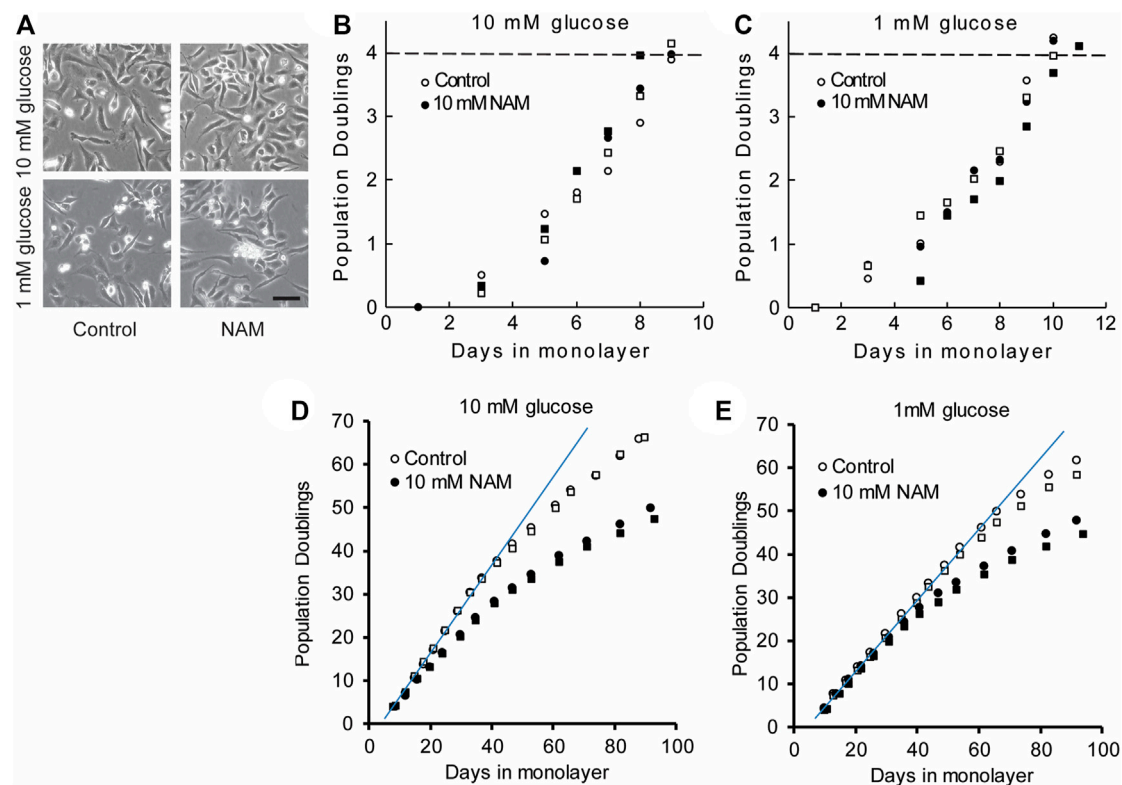 A
10 mM glucose
1 mM glucose
Control
NAM
B
10 mM glucose
Population Doublings
4
3
2
1
0
Control
10 mM NAM
0 2 4 6 8 10
Days in monolayer
C
1 mM glucose
Population Doublings
4
3
2
1
0
Control
10 mM NAM
0 2 4 6 8 10 12
Days in monolayer
D
10 mM glucose
Population Doublings
70
60
50
40
30
20
10
0
Control
10 mM NAM
0 20 40 60 80 100
Days in monolayer
E
1mM glucose
Population Doublings
70
60
50
40
30
20
10
0
Control
10 mM NAM
0 20 40 60 80 100
Days in monolayer